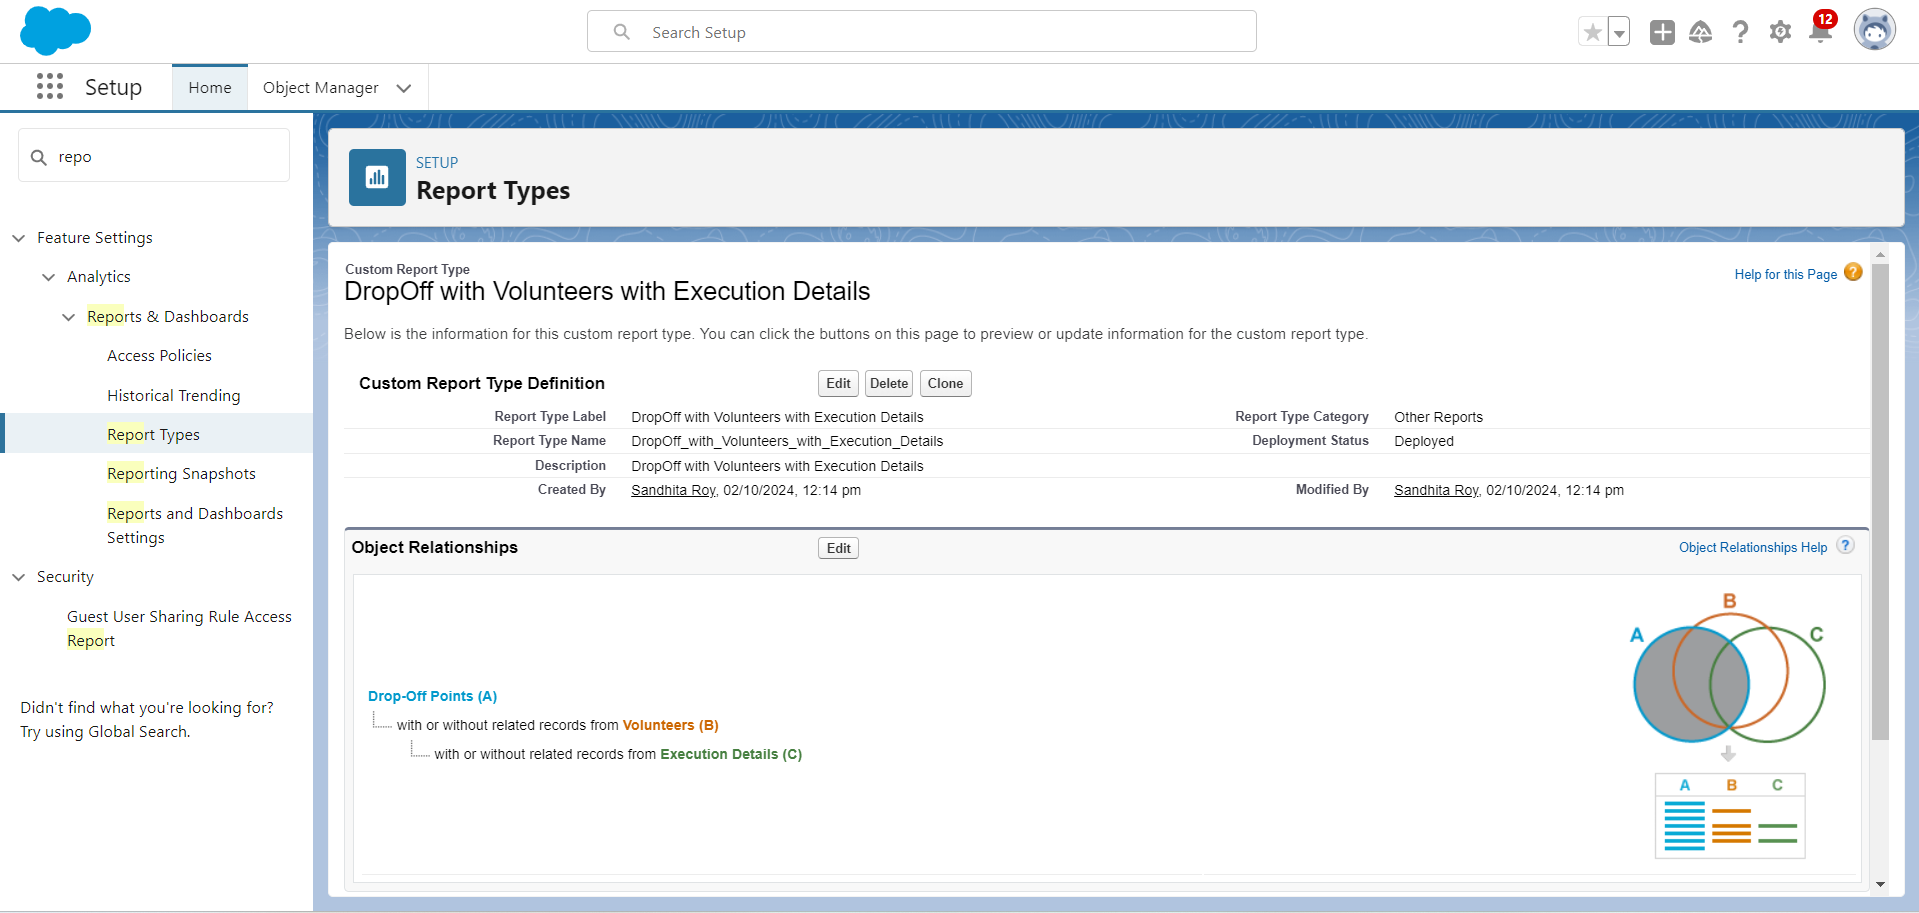 Search Setup
12
Setup
Home
Object Manager
repo
Feature Settings
Analytics
Reports & Dashboards
Access Policies
Historical Trending
Report Types
Reporting Snapshots
Reports and Dashboards
Settings
Security
Guest User Sharing Rule Access
Report
Didn't find what you're looking for?
Try using Global Search.
SETUP
Report Types
Custom Report Type
DropOff with Volunteers with Execution Details
Help for this Page ?
Below is the information for this custom report type. You can click the buttons on this page to preview or update information for the custom report type.
Custom Report Type Definition
Edit
Delete
Clone
Report Type Label DropOff with Volunteers with Execution Details Report Type Category Other Reports
Report Type Name DropOff_with_Volunteers_with_Execution_Details Deployment Status Deployed
Description DropOff with Volunteers with Execution Details
Created By Sandhita Roy, 02/10/2024, 12:14 pm Modified By Sandhita Roy, 02/10/2024, 12:14 pm
Object Relationships
Edit
Object Relationships Help ?
B
A
C
Drop-Off Points (A)
with or without related records from Volunteers (B)
with or without related records from Execution Details (C)
A B C